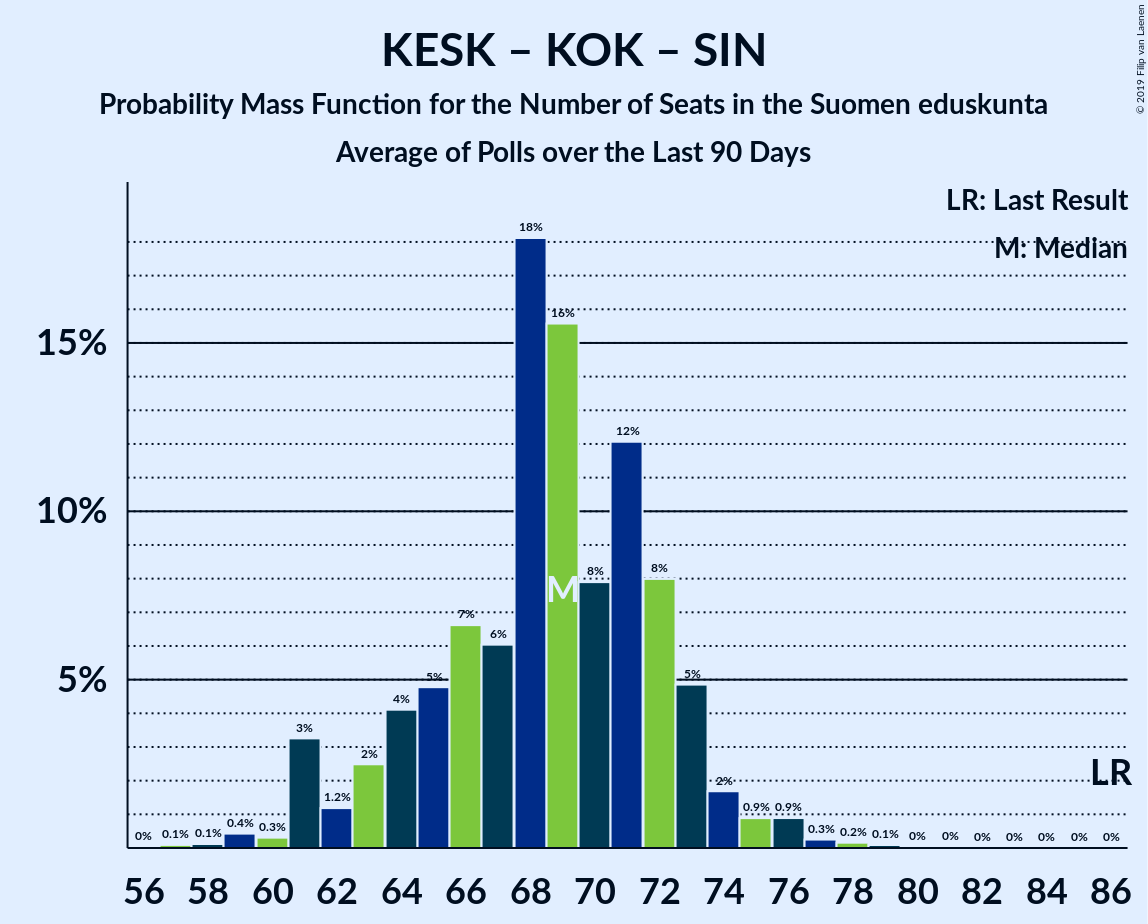 KESK – KOK – SIN
Probability Mass Function for the Number of Seats in the Suomen eduskunta
Average of Polls over the Last 90 Days
© 2019 Filip van Laenen
LR: Last Result
M: Median
15%
10%
5%
0% 0.1% 0.1% 0.4% 0.3% 3% 1.2% 2% 4% 5% 7% 6% 18% 16% 8% 12% 8% 5% 2% 0.9% 0.9% 0.3% 0.2% 0.1% 0% 0% 0% 0% 0% 0% 0%
M
LR
56 58 60 62 64 66 68 70 72 74 76 78 80 82 84 86